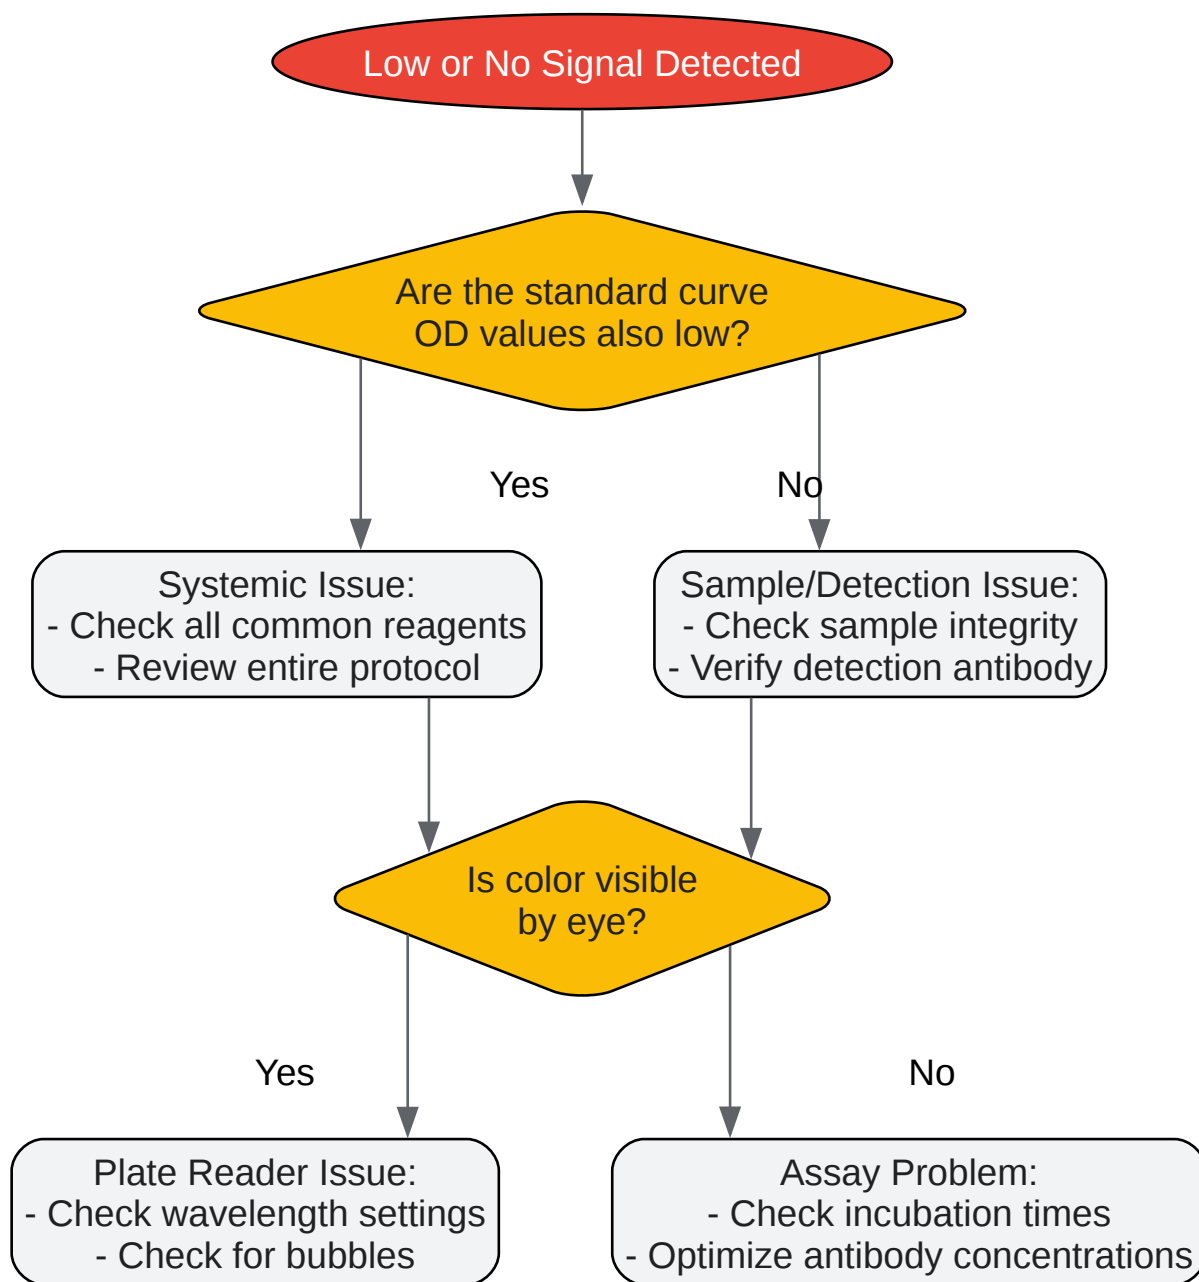 Low or No Signal Detected
Are the standard curve
OD values also low?
Yes
No
Systemic Issue:
- Check all common reagents
- Review entire protocol
Sample/Detection Issue:
- Check sample integrity
- Verify detection antibody
Is color visible
by eye?
Yes
No
Plate Reader Issue:
- Check wavelength settings
- Check for bubbles
Assay Problem:
- Check incubation times
- Optimize antibody concentrations